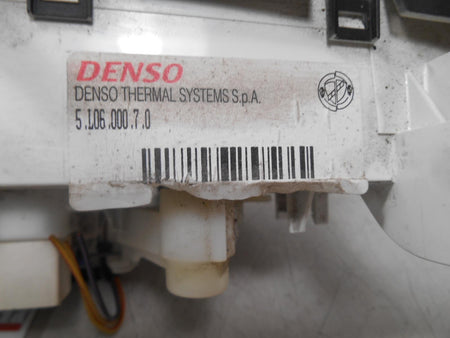 DENSO
DENSO THERMAL SYSTEMS S.p.A.
5.106.000.7.0